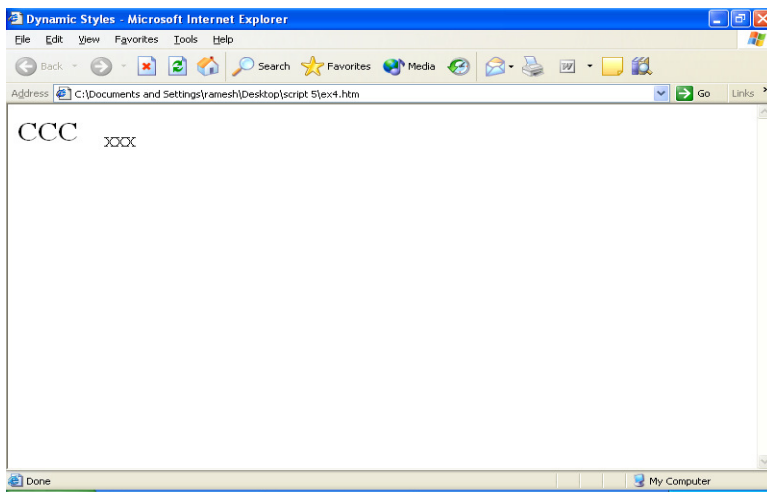 Dynamic Styles - Microsoft Internet Explorer
File Edit View Favorites Tools Help
Back Search Favorites Media W
Address C:\Documents and Settings\ramesh\Desktop\script 5\ex4.htm Go Links
CCC xxx
Done My Computer